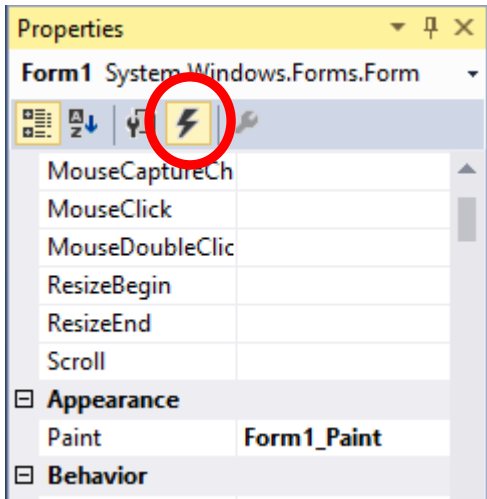 Properties
Form1 System.Windows.Forms.Form
MouseCaptureCh
MouseClick
MouseDoubleClic
ResizeBegin
ResizeEnd
Scroll
Appearance
Paint Form1_Paint
Behavior